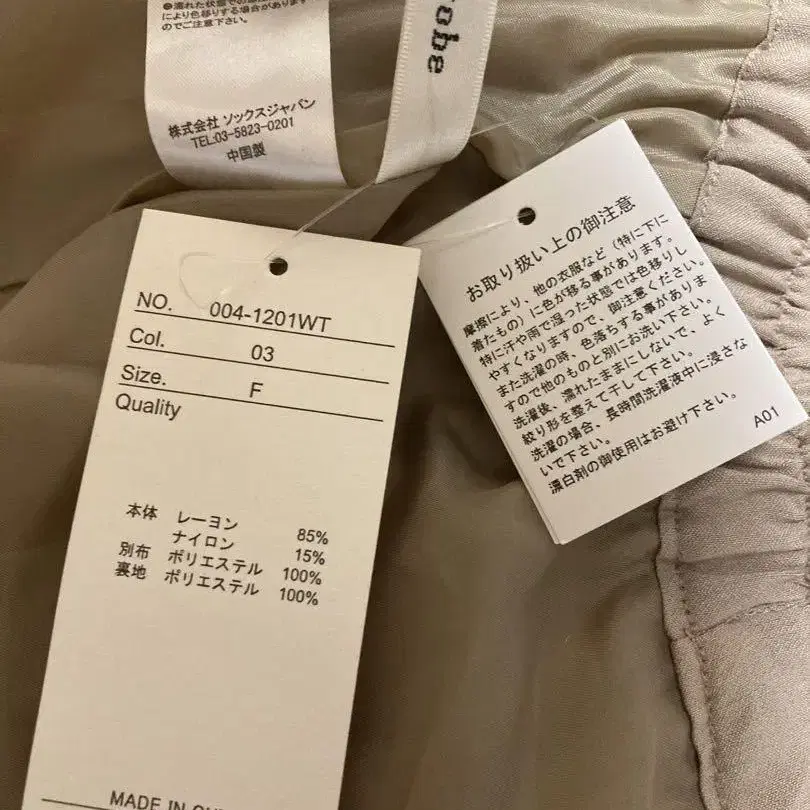 ●濡れた状態での
により色移りする場合があります
のでご注意下さい。
株式会社 ソックスジャパン
TEL:03-5823-0201
中国製
obe
NO. 004-1201WT
Col. 03
Size. F
Quality
本体 レーヨン 85%
ナイロン 15%
別布 ポリエステル 100%
裏地 ポリエステル 100%
MADE IN
お取り扱い上の御注意
摩擦により、他の衣服など（特に下に
着たもの）に色が移る事があります。
特に汗や雨で湿った状態では色移りし
やすくなりますので、御注意ください。
また洗濯の時、色落ちする事がありま
すので他のものと別にお洗い下さい。
洗濯後、濡れたままにしないで、よく
絞り形を整えて干して下さい。
洗濯の場合、長時間洗濯液中に浸さな
いで下さい。
漂白剤の御使用はお避け下さい。
A01